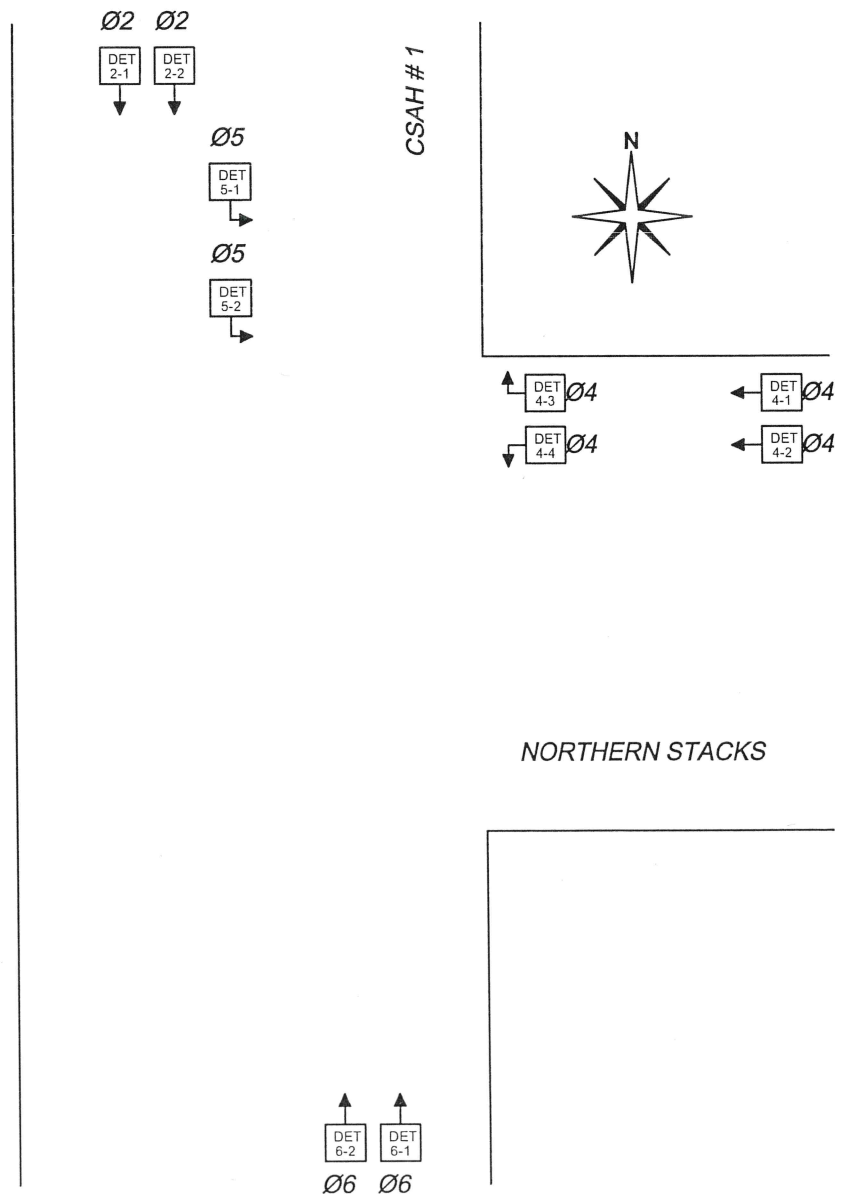 Ø2 Ø2
DET
2-1
DET
2-2
CSAH # 1
Ø5
DET
5-1
Ø5
DET
5-2
N
DET
4-3
Ø4
DET
4-1
Ø4
DET
4-4
Ø4
DET
4-2
Ø4
NORTHERN STACKS
DET
6-2
DET
6-1
Ø6 Ø6